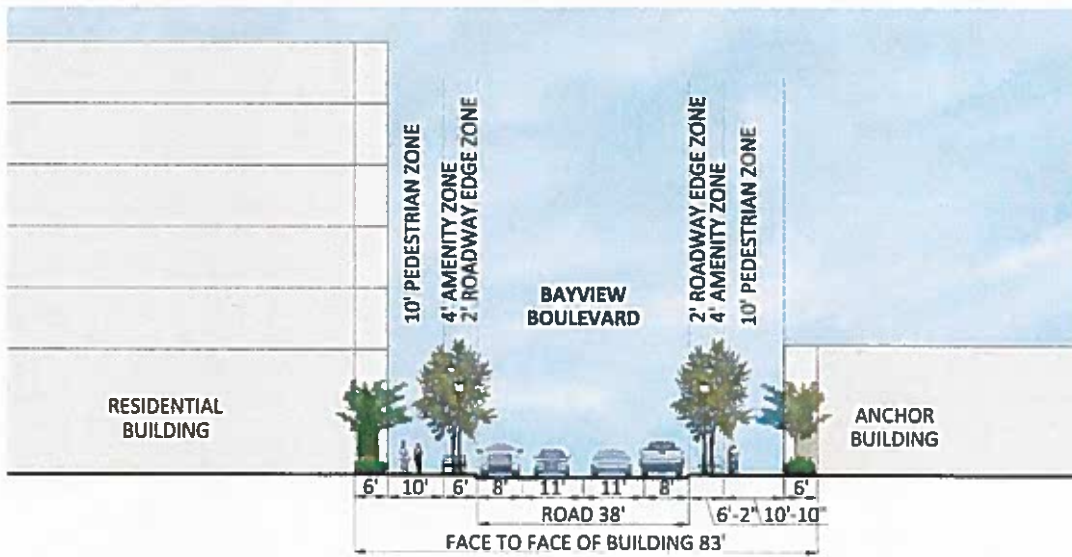 10' PEDESTRIAN ZONE
4' AMENITY ZONE
2' ROADWAY EDGE ZONE
BAYVIEW
BOULEVARD
2' ROADWAY EDGE ZONE
4' AMENITY ZONE
10' PEDESTRIAN ZONE
RESIDENTIAL
BUILDING
ANCHOR
BUILDING
6' 10' 6' 8' 11' 11' 8' 6'
ROAD 38' 6'-2" 10'-10"
FACE TO FACE OF BUILDING 83'